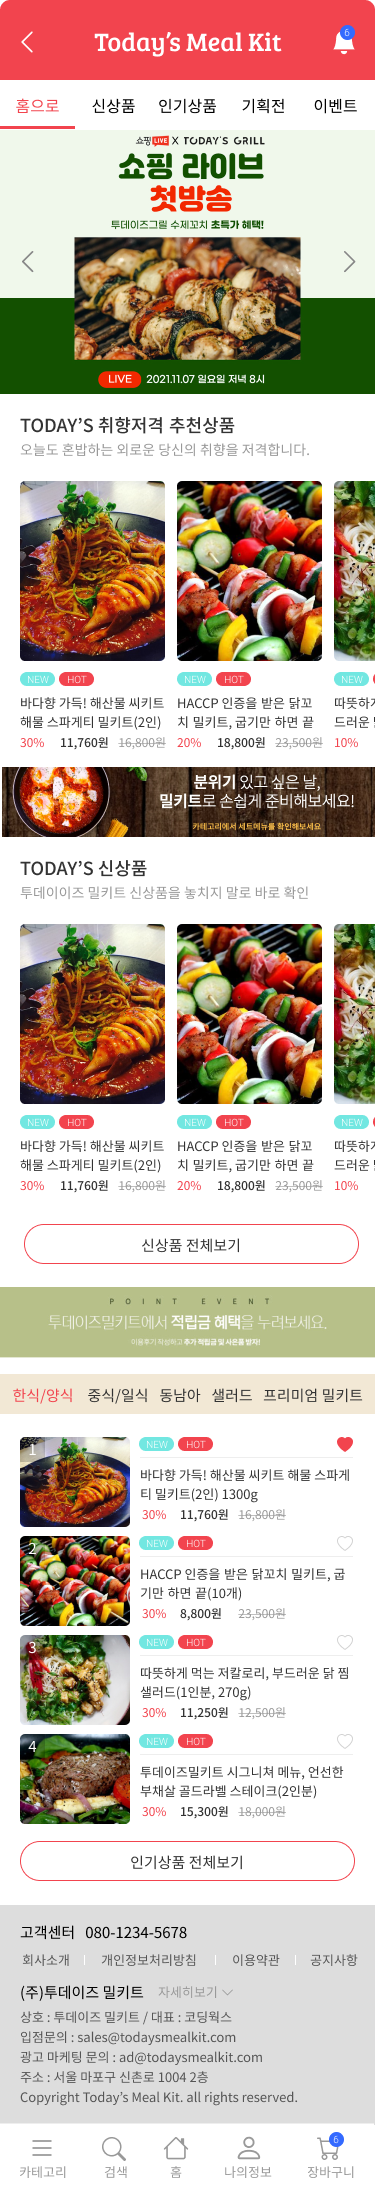 Today's Meal Kit
6
홈으로 신상품 인기상품 기획전 이벤트
쇼핑LIVE X TODAY'S GRILL
쇼핑 라이브
첫방송
투데이즈그릴 수제꼬치 초특가 혜택!
LIVE 2021.11.07 일요일 저녁 8시
TODAY'S 취향저격 추천상품
오늘도 혼밥하는 외로운 당신의 취향을 저격합니다.
NEW HOT
바다향 가득! 해산물 씨키트
해물 스파게티 밀키트(2인)
30% 11,760원 16,800원
NEW HOT
HACCP 인증을 받은 닭꼬
치 밀키트, 굽기만 하면 끝
20% 18,800원 23,500원
NEW
따뜻하
드러운
10%
분위기 있고 싶은 날,
밀키트로 손쉽게 준비해보세요!
카테고리에서 세트메뉴를 확인해보세요
TODAY'S 신상품
투데이이즈 밀키트 신상품을 놓치지 말로 바로 확인
NEW HOT
바다향 가득! 해산물 씨키트
해물 스파게티 밀키트(2인)
30% 11,760원 16,800원
NEW HOT
HACCP 인증을 받은 닭꼬
치 밀키트, 굽기만 하면 끝
20% 18,800원 23,500원
NEW
따뜻하
드러운
10%
신상품 전체보기
POINT EVENT
투데이즈밀키트에서 적립금 혜택을 누려보세요.
이용후기 작성하고 추가 적립금 및 사은품 받자!
한식/양식 중식/일식 동남아 샐러드 프리미엄 밀키트
1
NEW HOT
바다향 가득! 해산물 씨키트 해물 스파게
티 밀키트(2인) 1300g
30% 11,760원 16,800원
2
NEW HOT
HACCP 인증을 받은 닭꼬치 밀키트, 굽
기만 하면 끝(10개)
30% 8,800원 23,500원
3
NEW HOT
따뜻하게 먹는 저칼로리, 부드러운 닭 찜
샐러드(1인분, 270g)
30% 11,250원 12,500원
4
NEW HOT
투데이즈밀키트 시그니쳐 메뉴, 언선한
부채살 골드라벨 스테이크(2인분)
30% 15,300원 18,000원
인기상품 전체보기
고객센터 080-1234-5678
회사소개 개인정보처리방침 이용약관 공지사항
(주)투데이즈 밀키트 자세히보기
상호 : 투데이즈 밀키트 / 대표 : 코딩웍스
입점문의 : sales@todaysmealkit.com
광고 마케팅 문의 : ad@todaysmealkit.com
주소 : 서울 마포구 신촌로 1004 2층
Copyright Today's Meal Kit. all rights reserved.
6
카테고리 검색 홈 나의정보 장바구니